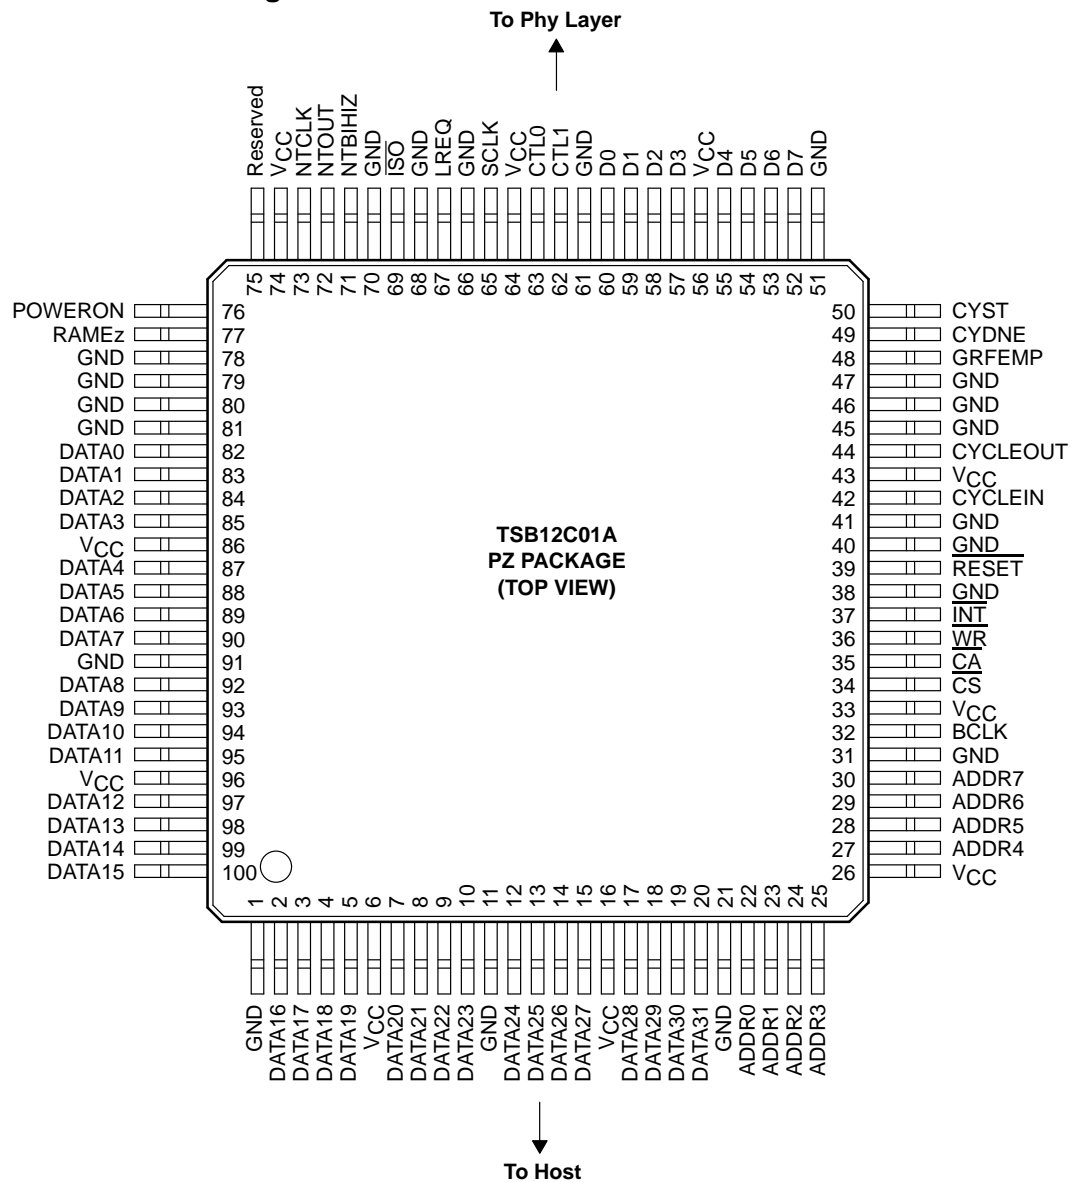 To Phy Layer
Reserved
VCC
NTCLK
NTOUT
NTBIHIZ
GND
ISO
GND
LREQ
GND
SCLK
VCC
CTL0
CTL1
GND
D0
D1
D2
D3
VCC
D4
D5
D6
D7
GND
75 74 73 72 71 70 69 68 67 66 65 64 63 62 61 60 59 58 57 56 55 54 53 52 51
POWERON 76
RAMEz 77
GND 78
GND 79
GND 80
GND 81
DATA0 82
DATA1 83
DATA2 84
DATA3 85
VCC 86
DATA4 87
DATA5 88
DATA6 89
DATA7 90
GND 91
DATA8 92
DATA9 93
DATA10 94
DATA11 95
VCC 96
DATA12 97
DATA13 98
DATA14 99
DATA15 100
TSB12C01A
PZ PACKAGE
(TOP VIEW)
50 CYST
49 CYDNE
48 GRFEMP
47 GND
46 GND
45 GND
44 CYCLEOUT
43 VCC
42 CYCLEIN
41 GND
40 GND
39 RESET
38 GND
37 INT
36 WR
35 CA
34 CS
33 VCC
32 BCLK
31 GND
30 ADDR7
29 ADDR6
28 ADDR5
27 ADDR4
26 VCC
1 2 3 4 5 6 7 8 9 10 11 12 13 14 15 16 17 18 19 20 21 22 23 24 25
GND
DATA16
DATA17
DATA18
DATA19
VCC
DATA20
DATA21
DATA22
DATA23
GND
DATA24
DATA25
DATA26
DATA27
VCC
DATA28
DATA29
DATA30
DATA31
GND
ADDR0
ADDR1
ADDR2
ADDR3
To Host